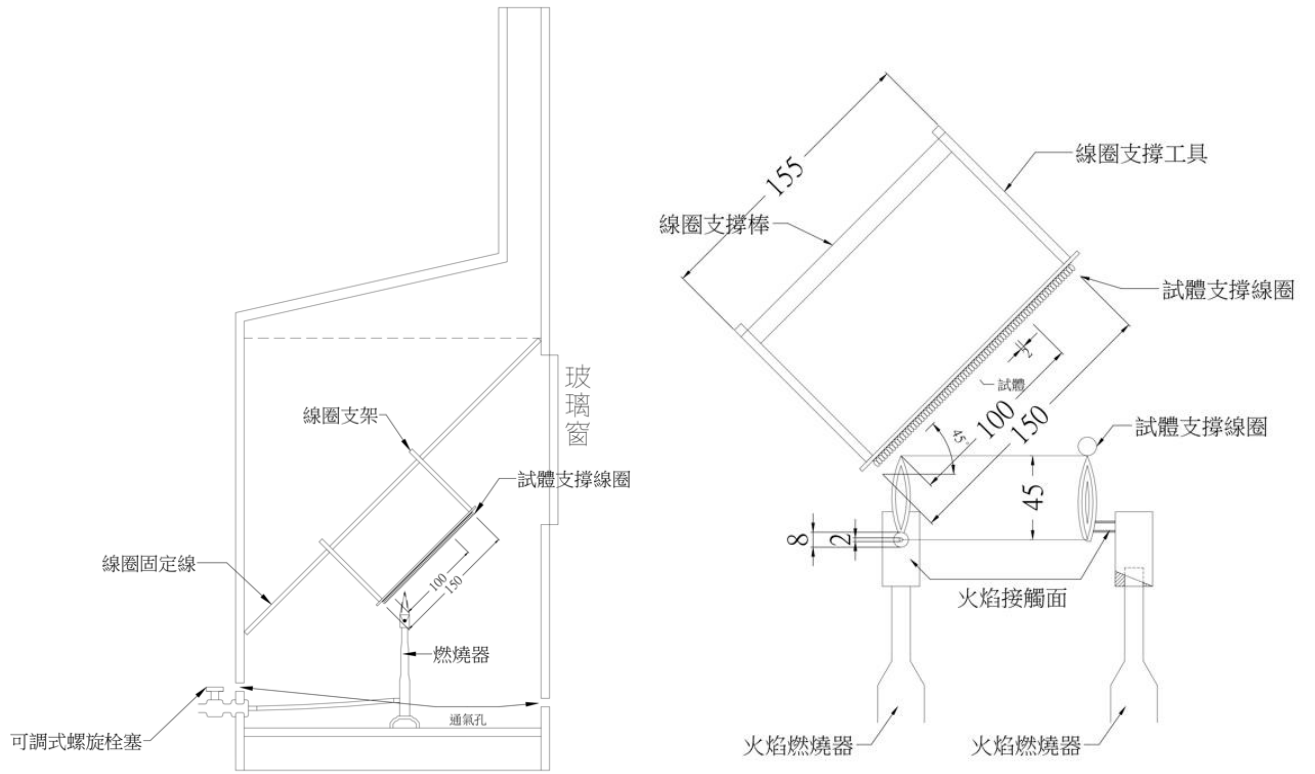 玻璃窗
線圈支架
試體支撐線圈
線圈固定線
100
150
燃燒器
通氣孔
可調式螺旋栓塞
155
線圈支撐工具
線圈支撐棒
試體支撐線圈
2
試體
100
150
45°
試體支撐線圈
45
8
2
火焰接觸面
火焰燃燒器
火焰燃燒器